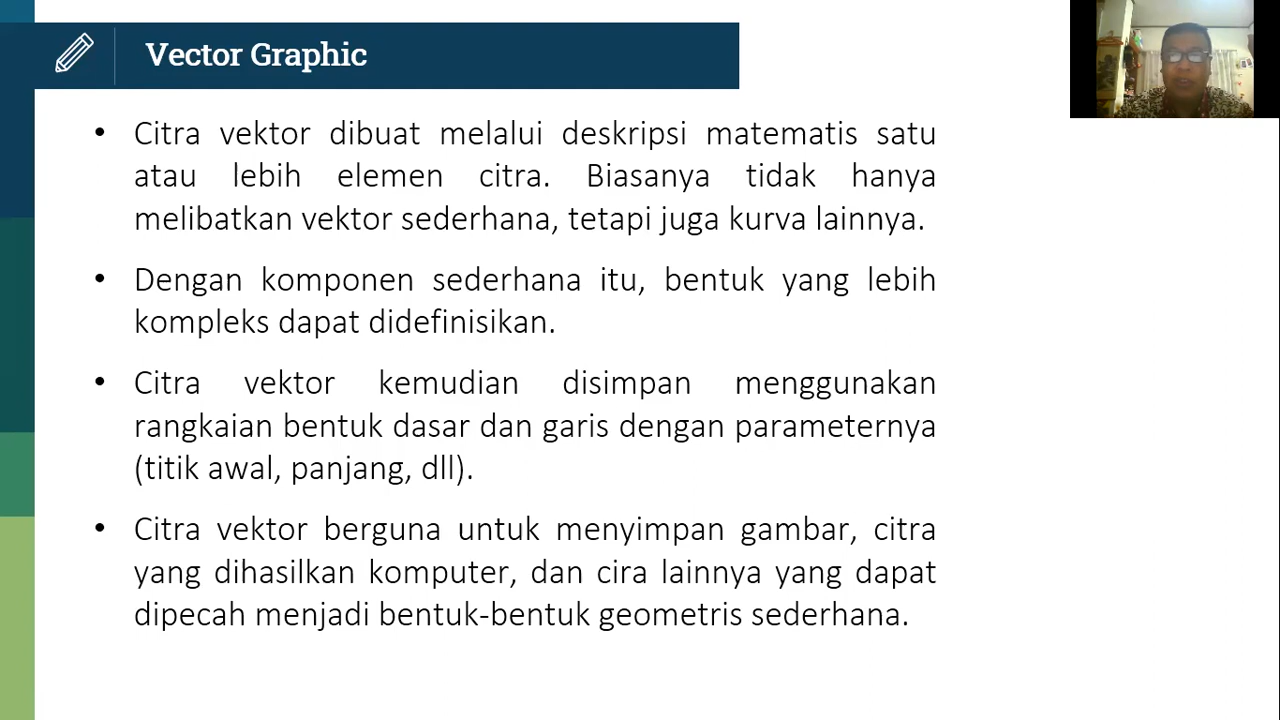 Vector Graphic
• Citra vektor dibuat melalui deskripsi matematis satu
atau lebih elemen citra. Biasanya tidak hanya
melibatkan vektor sederhana, tetapi juga kurva lainnya.
• Dengan komponen sederhana itu, bentuk yang lebih
kompleks dapat didefinisikan.
• Citra vektor kemudian disimpan menggunakan
rangkaian bentuk dasar dan garis dengan parameternya
(titik awal, panjang, dll).
• Citra vektor berguna untuk menyimpan gambar, citra
yang dihasilkan komputer, dan cira lainnya yang dapat
dipecah menjadi bentuk-bentuk geometris sederhana.